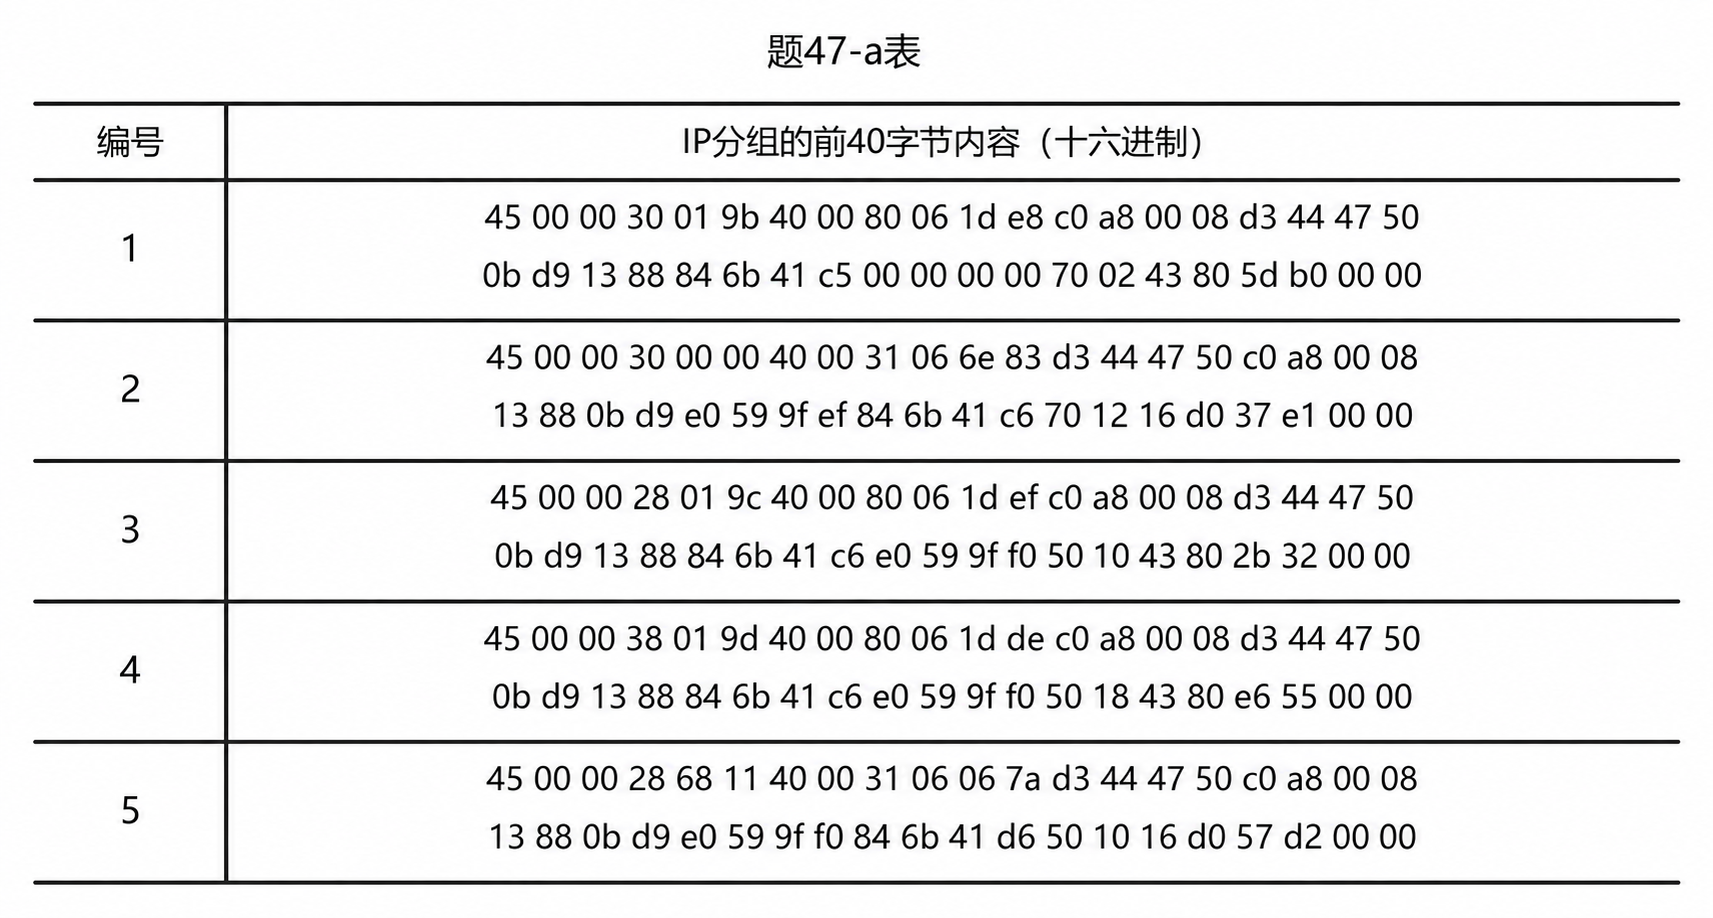 题47-a表
编号 IP分组的前40字节内容（十六进制）
1
45 00 00 30 01 9b 40 00 80 06 1d e8 c0 a8 00 08 d3 44 47 50
0b d9 13 88 84 6b 41 c5 00 00 00 00 70 02 43 80 5d b0 00 00
2
45 00 00 30 00 00 40 00 31 06 6e 83 d3 44 47 50 c0 a8 00 08
13 88 0b d9 e0 59 9f ef 84 6b 41 c6 70 12 16 d0 37 e1 00 00
3
45 00 00 28 01 9c 40 00 80 06 1d ef c0 a8 00 08 d3 44 47 50
0b d9 13 88 84 6b 41 c6 e0 59 9f f0 50 10 43 80 2b 32 00 00
4
45 00 00 38 01 9d 40 00 80 06 1d de c0 a8 00 08 d3 44 47 50
0b d9 13 88 84 6b 41 c6 e0 59 9f f0 50 18 43 80 e6 55 00 00
5
45 00 00 28 68 11 40 00 31 06 06 7a d3 44 47 50 c0 a8 00 08
13 88 0b d9 e0 59 9f f0 84 6b 41 d6 50 10 16 d0 57 d2 00 00